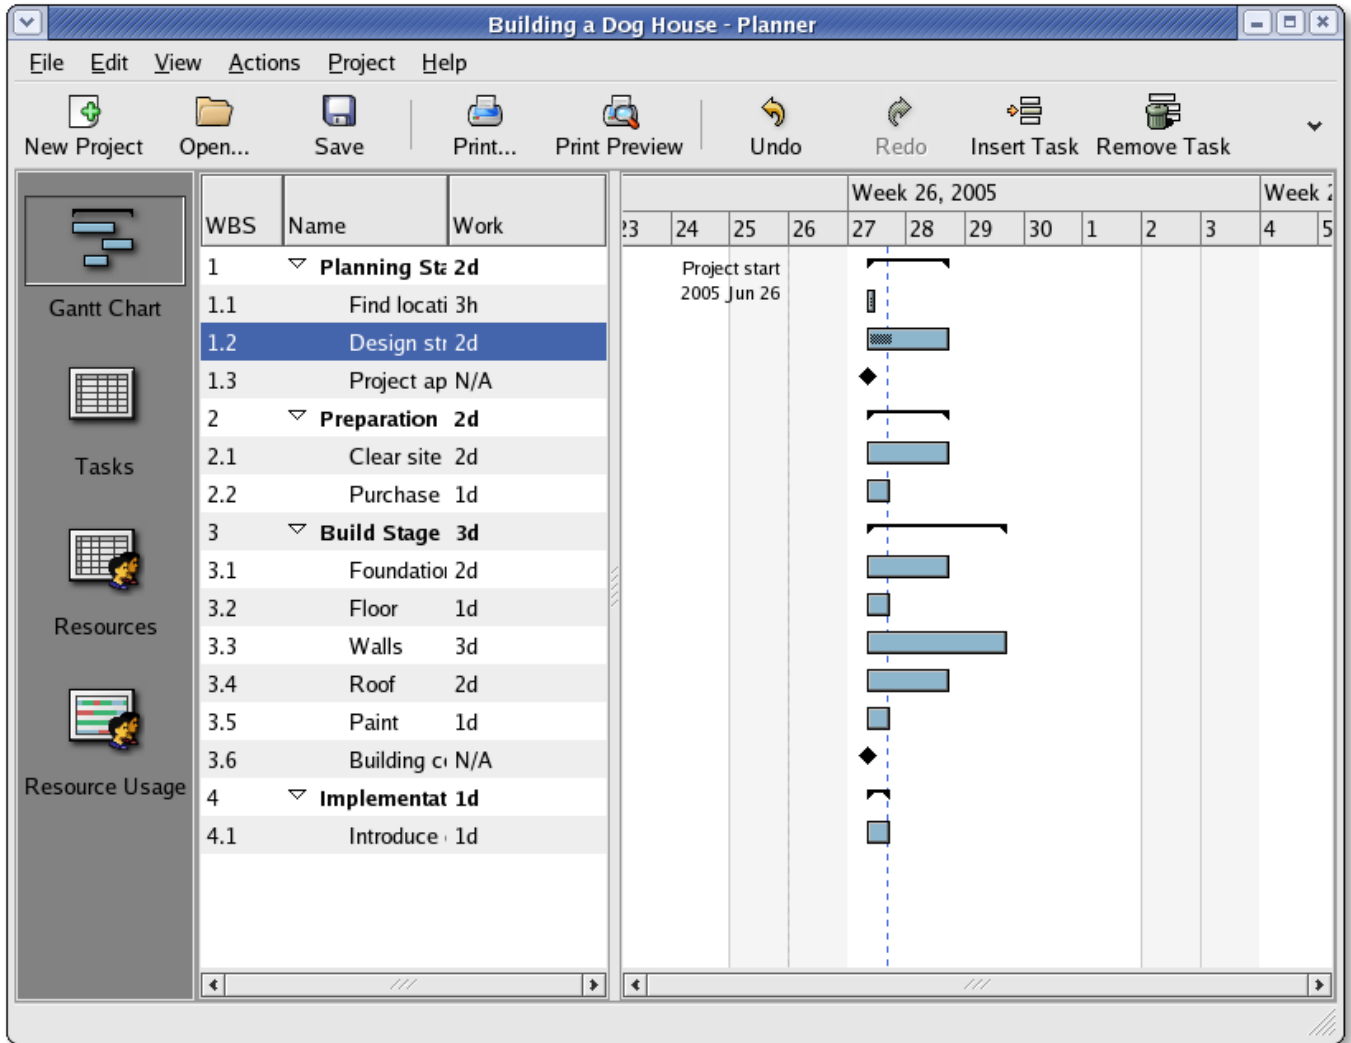 Building a Dog House - Planner
File Edit View Actions Project Help
New Project Open... Save Print... Print Preview Undo Redo Insert Task Remove Task
Gantt Chart
Tasks
Resources
Resource Usage
WBS Name Work
1 Planning Sta 2d
1.1 Find locati 3h
1.2 Design str 2d
1.3 Project ap N/A
2 Preparation 2d
2.1 Clear site 2d
2.2 Purchase 1d
3 Build Stage 3d
3.1 Foundation 2d
3.2 Floor 1d
3.3 Walls 3d
3.4 Roof 2d
3.5 Paint 1d
3.6 Building c N/A
4 Implementat 1d
4.1 Introduce 1d
Week 26, 2005 Week 2
23 24 25 26 27 28 29 30 1 2 3 4 5
Project start
2005 Jun 26